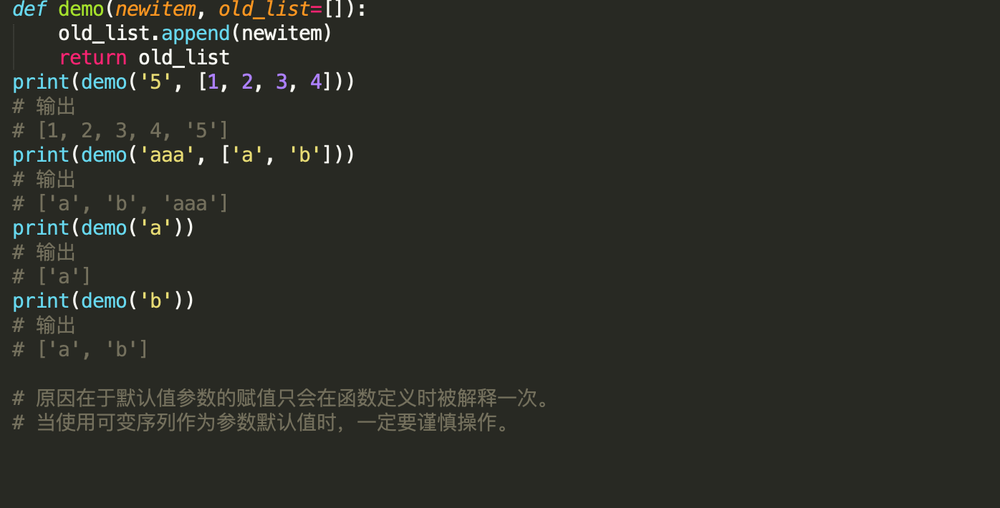 def demo(newitem, old_list=[]):
    old_list.append(newitem)
    return old_list
print(demo('5', [1, 2, 3, 4]))
# 输出
# [1, 2, 3, 4, '5']
print(demo('aaa', ['a', 'b']))
# 输出
# ['a', 'b', 'aaa']
print(demo('a'))
# 输出
# ['a']
print(demo('b'))
# 输出
# ['a', 'b']
# 原因在于默认值参数的赋值只会在函数定义时被解释一次。
# 当使用可变序列作为参数默认值时，一定要谨慎操作。